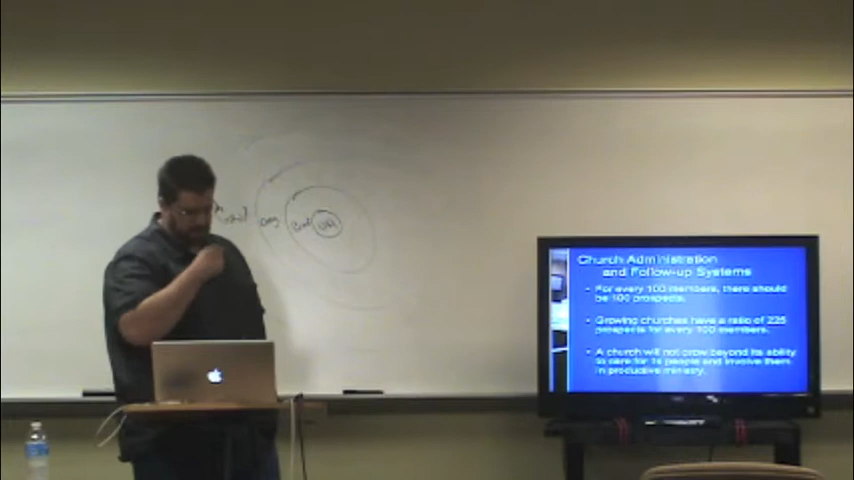 Church Administration
and Follow-up Systems
• For every 100 members, there should
be 100 prospects.
• Growing churches have a ratio of 225
prospects for every 100 members.
• A church will not grow beyond its ability
to care for its people and involve them
in productive ministry.